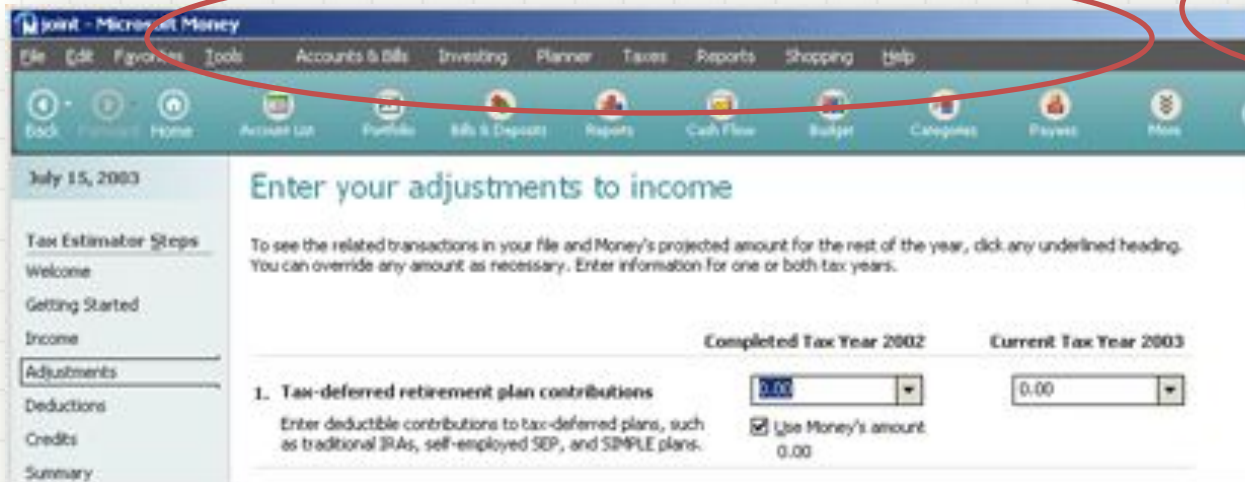 joint - Microsoft Money
File Edit Favorites Tools Accounts & Bills Investing Planner Taxes Reports Shopping Help
Back Forward Home Account List Portfolio Bills & Deposits Reports Cash Flow Budget Categories Payees More
July 15, 2003
Enter your adjustments to income
Tax Estimator Steps
Welcome
Getting Started
Income
Adjustments
Deductions
Credits
Summary
To see the related transactions in your file and Money's projected amount for the rest of the year, click any underlined heading.
You can override any amount as necessary. Enter information for one or both tax years.
Completed Tax Year 2002 Current Tax Year 2003
1. Tax-deferred retirement plan contributions 0.00 0.00
Enter deductible contributions to tax-deferred plans, such Use Money's amount
as traditional IRAs, self-employed SEP, and SIMPLE plans. 0.00